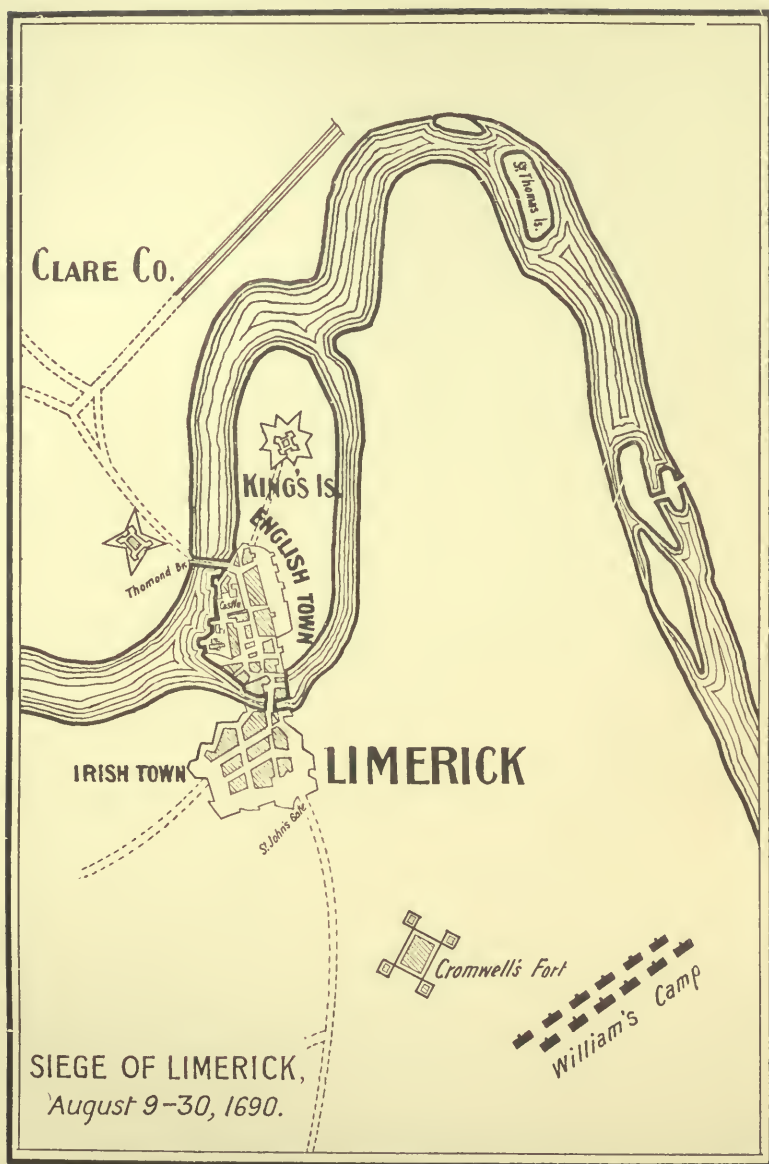 St Thomas Is.
CLARE CO.
KING'S IS.
ENGLISH TOWN
Thomond Br.
Castle
IRISH TOWN
LIMERICK
St. John's Gate
Cromwell's Fort
William's Camp
SIEGE OF LIMERICK,
August 9-30, 1690.